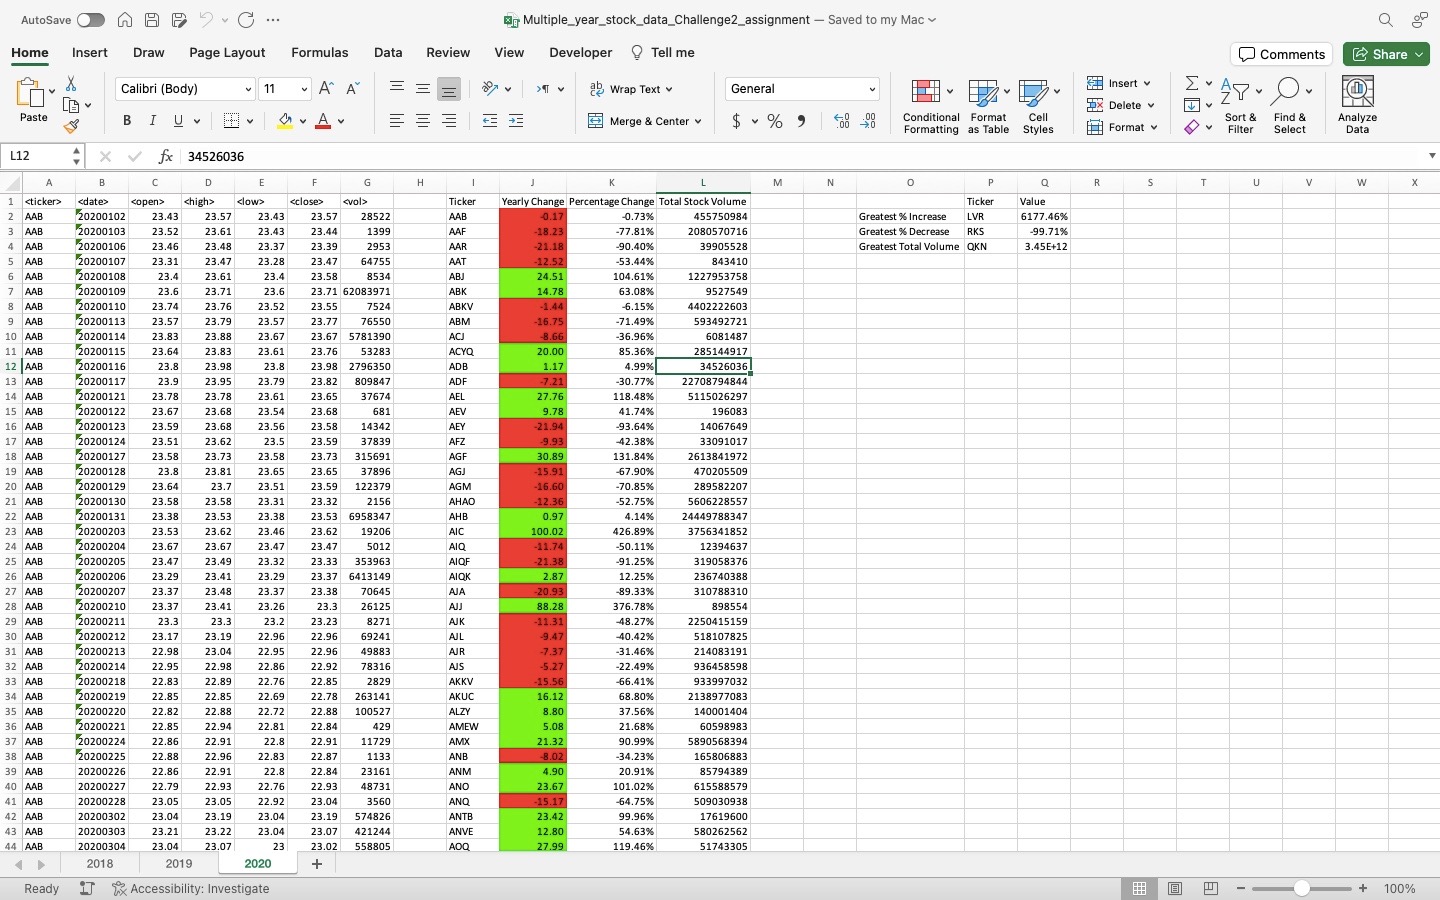 AutoSave Multiple_year_stock_data_Challenge2_assignment — Saved to my Mac
Home Insert Draw Page Layout Formulas Data Review View Developer Tell me Comments Share
Paste Calibri (Body) 11 Wrap Text General Conditional Formatting Format as Table Cell Styles Insert Sort & Filter Find & Select Analyze Data
B I U Merge & Center $ % Delete
Format
L12 fx 34526036
A B C D E F G H I J K L M N O P Q R S T U V W X
1 <ticker> <date> <open> <high> <low> <close> <vol> Ticker Yearly Change Percentage Change Total Stock Volume Ticker Value
2 AAB 20200102 23.43 23.57 23.43 23.57 28522 AAB -0.17 -0.73% 455750984 Greatest % Increase LVR 6177.46%
3 AAB 20200103 23.52 23.61 23.43 23.44 1399 AAF -18.23 -77.81% 2080570716 Greatest % Decrease RKS -99.71%
4 AAB 20200106 23.46 23.48 23.37 23.39 2953 AAR -21.18 -90.40% 39905528 Greatest Total Volume QKN 3.45E+12
5 AAB 20200107 23.31 23.47 23.28 23.47 64755 AAT -12.52 -53.44% 843410
6 AAB 20200108 23.4 23.61 23.4 23.58 8534 ABJ 24.51 104.61% 1227953758
7 AAB 20200109 23.6 23.71 23.6 23.71 62083971 ABK 14.78 63.08% 9527549
8 AAB 20200110 23.74 23.76 23.52 23.55 7524 ABKV -1.44 -6.15% 4402222603
9 AAB 20200113 23.57 23.79 23.57 23.77 76550 ABM -16.75 -71.49% 593492721
10 AAB 20200114 23.83 23.88 23.67 23.67 5781390 ACJ -8.66 -36.96% 6081487
11 AAB 20200115 23.64 23.83 23.61 23.76 53283 ACYQ 20.00 85.36% 285144917
12 AAB 20200116 23.8 23.98 23.8 23.98 2796350 ADB 1.17 4.99% 34526036
13 AAB 20200117 23.9 23.95 23.79 23.82 809847 ADF -7.21 -30.77% 22708794844
14 AAB 20200121 23.78 23.78 23.61 23.65 37674 AEL 27.76 118.48% 5115026297
15 AAB 20200122 23.67 23.68 23.54 23.68 681 AEV 9.78 41.74% 196083
16 AAB 20200123 23.59 23.68 23.56 23.58 14342 AEY -21.94 -93.64% 14067649
17 AAB 20200124 23.51 23.62 23.5 23.59 37839 AFZ -9.93 -42.38% 33091017
18 AAB 20200127 23.58 23.73 23.58 23.73 315691 AGF 30.89 131.84% 2613841972
19 AAB 20200128 23.8 23.81 23.65 23.65 37896 AGJ -15.91 -67.90% 470205509
20 AAB 20200129 23.64 23.7 23.51 23.59 122379 AGM -16.60 -70.85% 289582207
21 AAB 20200130 23.58 23.58 23.31 23.32 2156 AHAO -12.36 -52.75% 5606228557
22 AAB 20200131 23.38 23.53 23.38 23.53 6958347 AHB 0.97 4.14% 24449788347
23 AAB 20200203 23.53 23.62 23.46 23.62 19206 AIC 100.02 426.89% 3756341852
24 AAB 20200204 23.67 23.67 23.47 23.47 5012 AIQ -11.74 -50.11% 12394637
25 AAB 20200205 23.47 23.49 23.32 23.33 353963 AIQF -21.38 -91.25% 319058376
26 AAB 20200206 23.29 23.41 23.29 23.37 6413149 AIQK 2.87 12.25% 236740388
27 AAB 20200207 23.37 23.48 23.37 23.38 70645 AJA -20.93 -89.33% 310788310
28 AAB 20200210 23.37 23.41 23.26 23.3 26125 AJJ 88.28 376.78% 898554
29 AAB 20200211 23.3 23.3 23.2 23.23 8271 AJK -11.31 -48.27% 2250415159
30 AAB 20200212 23.17 23.19 22.96 22.96 69241 AJL -9.47 -40.42% 518107825
31 AAB 20200213 22.98 23.04 22.95 22.96 49883 AJR -7.37 -31.46% 214083191
32 AAB 20200214 22.95 22.98 22.86 22.92 78316 AJS -5.27 -22.49% 936458598
33 AAB 20200218 22.83 22.89 22.76 22.85 2829 AKKV -15.56 -66.41% 933997032
34 AAB 20200219 22.85 22.85 22.69 22.78 263141 AKUC 16.12 68.80% 2138977083
35 AAB 20200220 22.82 22.88 22.72 22.88 100527 ALZY 8.80 37.56% 140001404
36 AAB 20200221 22.85 22.94 22.81 22.84 429 AMEW 5.08 21.68% 60598983
37 AAB 20200224 22.86 22.91 22.8 22.91 11729 AMX 21.32 90.99% 5890568394
38 AAB 20200225 22.88 22.96 22.83 22.87 1133 ANB -8.02 -34.23% 165806883
39 AAB 20200226 22.86 22.91 22.8 22.84 23161 ANM 4.90 20.91% 85794389
40 AAB 20200227 22.79 22.93 22.76 22.93 48731 ANO 23.67 101.02% 615588579
41 AAB 20200228 23.05 23.05 22.92 23.04 3560 ANQ -15.17 -64.75% 509030938
42 AAB 20200302 23.04 23.19 23.04 23.19 574826 ANTB 23.42 99.96% 17619600
43 AAB 20200303 23.21 23.22 23.04 23.07 421244 ANVE 12.80 54.63% 580262562
44 AAB 20200304 23.04 23.07 23 23.02 558805 AOQ 27.99 119.46% 51743305
2018 2019 2020 +
Ready Accessibility: Investigate 100%